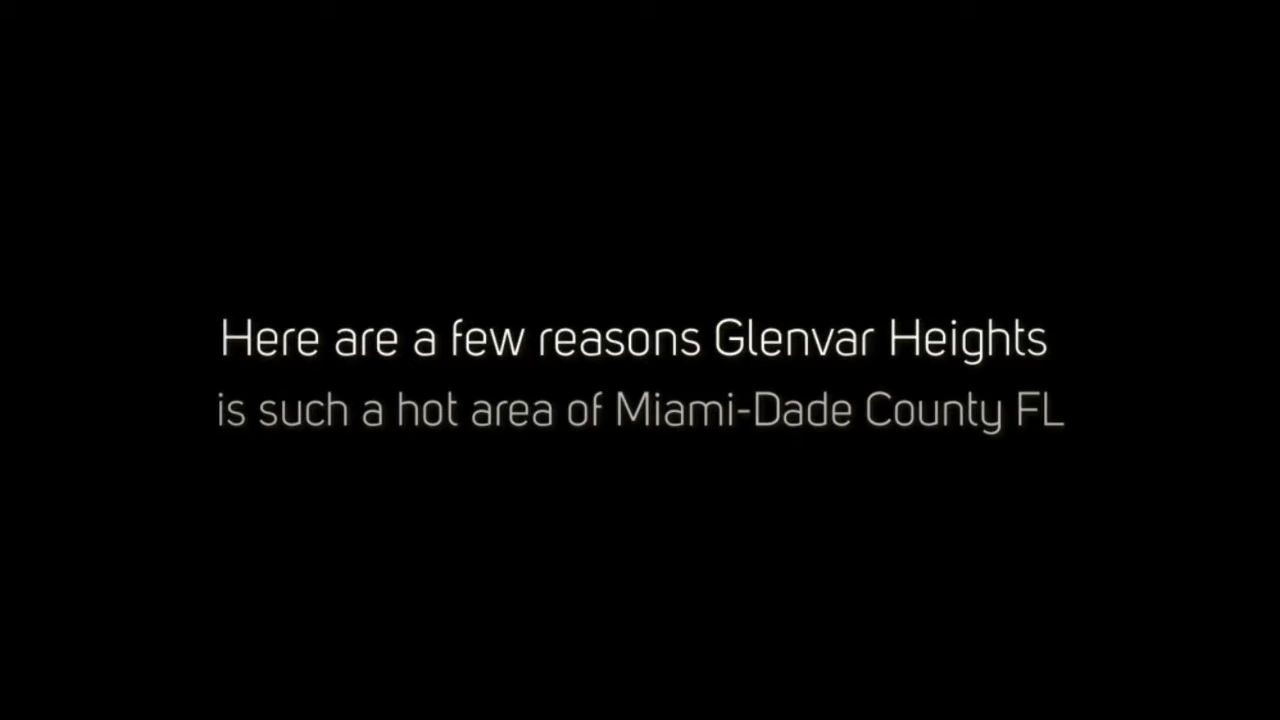 Here are a few reasons Glenvar Heights
is such a hot area of Miami-Dade County FL